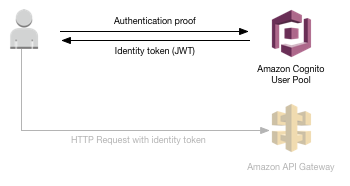 Authentication proof
Identity token (JWT)
Amazon Cognito
User Pool
HTTP Request with identity token
Amazon API Gateway